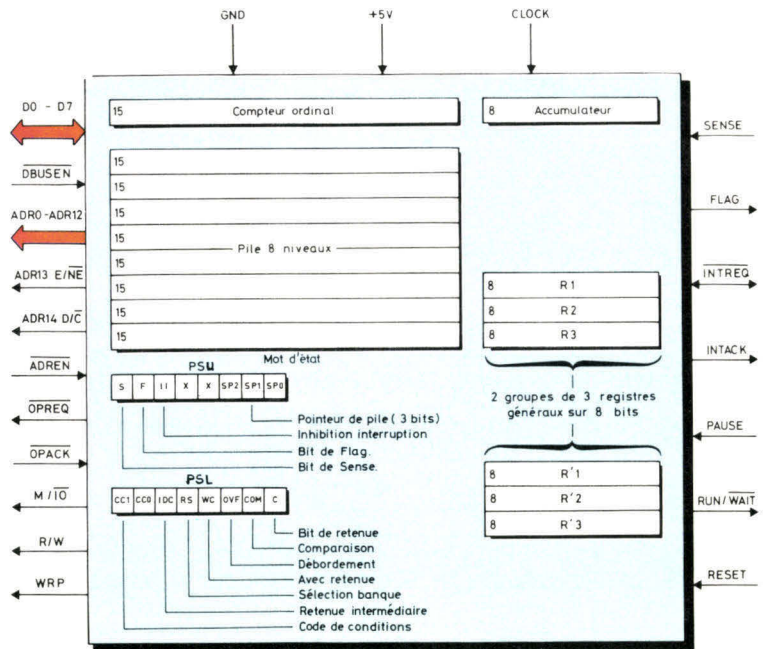 GND
+5V
CLOCK
D0 - D7
DBUSEN
ADR0-ADR12
ADR13 E/NE
ADR14 D/C
ADREN
OPREQ
OPACK
M/IO
R/W
WRP
15 Compteur ordinal
8 Accumulateur
15
15
15
15
Pile 8 niveaux
15
15
15
15
8 R1
8 R2
8 R3
2 groupes de 3 registres
généraux sur 8 bits
8 R'1
8 R'2
8 R'3
Mot d'état
PSU
S F II X X SP2 SP1 SP0
Pointeur de pile (3 bits)
Inhibition interruption
Bit de Flag.
Bit de Sense.
PSL
CC1 CC0 IDC RS WC OVF COM C
Bit de retenue
Comparaison
Débordement
Avec retenue
Sélection banque
Retenue intermédiaire
Code de conditions
SENSE
FLAG
INTREQ
INTACK
PAUSE
RUN/WAIT
RESET